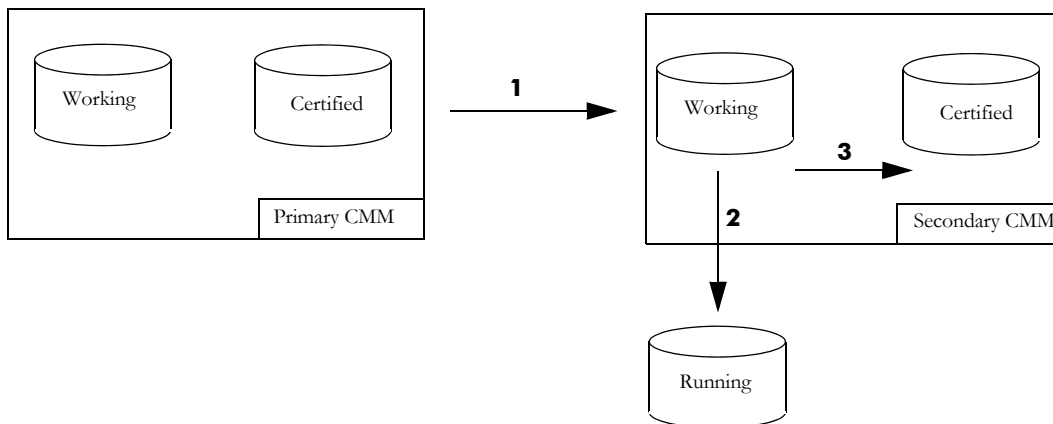 Working
Certified
Primary CMM
1
Working
Certified
3
2
Secondary CMM
Running